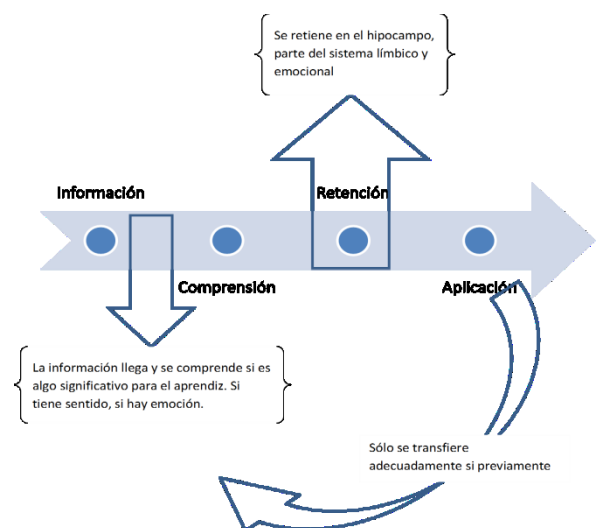 Se retiene en el hipocampo,
parte del sistema límbico y
emocional
Información
Retención
Comprensión
Aplicación
La información llega y se comprende si es
algo significativo para el aprendiz. Si
tiene sentido, si hay emoción.
Sólo se transfiere
adecuadamente si previamente